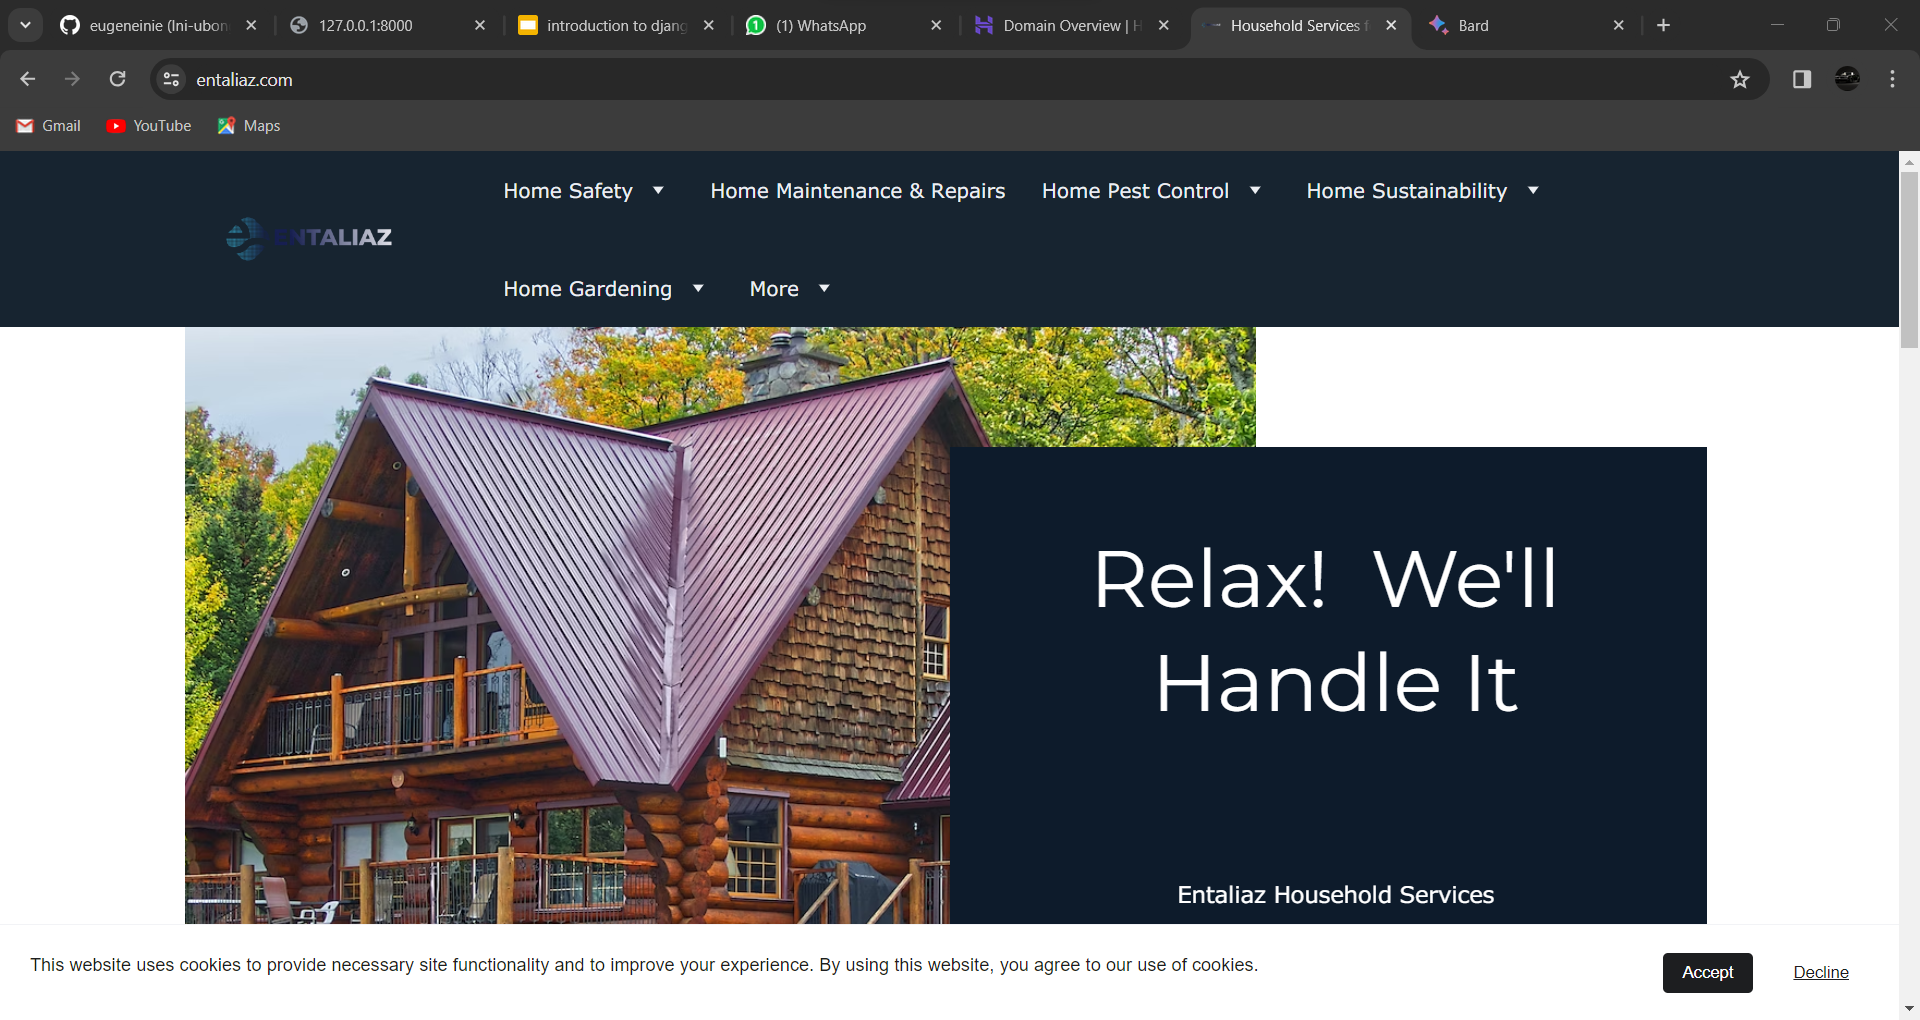 eugeneinie (Ini-ubon
127.0.0.1:8000
introduction to djang
(1) WhatsApp
Domain Overview | H
Household Services f
Bard
entaliaz.com
Gmail
YouTube
Maps
Home Safety
Home Maintenance & Repairs
Home Pest Control
Home Sustainability
ENTALIAZ
Home Gardening
More
Relax! We'll
Handle It
Entaliaz Household Services
This website uses cookies to provide necessary site functionality and to improve your experience. By using this website, you agree to our use of cookies.
Accept
Decline